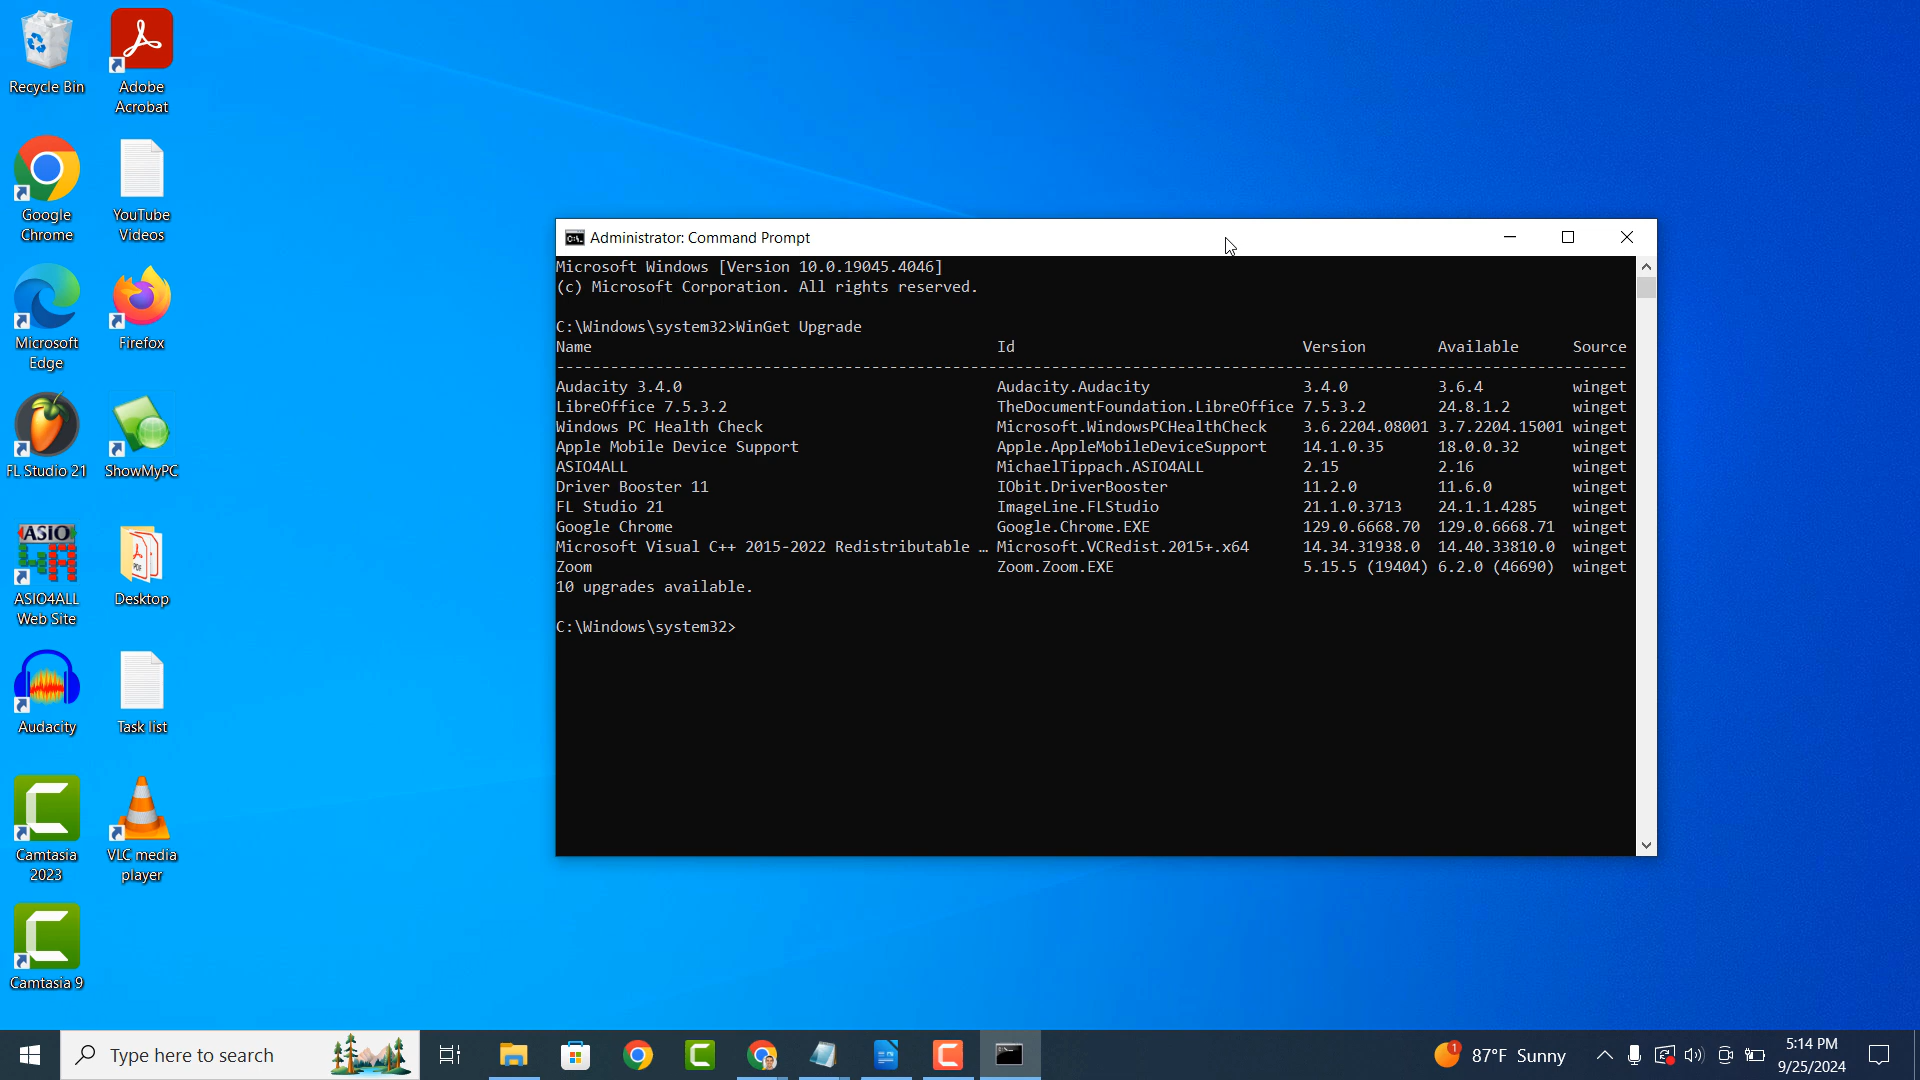 Recycle Bin
Adobe
Acrobat
Google
Chrome
YouTube
Videos
Microsoft
Edge
Firefox
FL Studio 21
ShowMyPC
ASIO
ASIO4ALL
Web Site
PDF
Desktop
Audacity
Task list
Camtasia
2023
VLC media
player
Camtasia 9
Administrator: Command Prompt
Microsoft Windows [Version 10.0.19045.4046]
(c) Microsoft Corporation. All rights reserved.
C:\Windows\system32>WinGet Upgrade
Name Id Version Available Source
-----------------------------------------------------------------------------------------------------------------------
Audacity 3.4.0 Audacity.Audacity 3.4.0 3.6.4 winget
LibreOffice 7.5.3.2 TheDocumentFoundation.LibreOffice 7.5.3.2 24.8.1.2 winget
Windows PC Health Check Microsoft.WindowsPCHealthCheck 3.6.2204.08001 3.7.2204.15001 winget
Apple Mobile Device Support Apple.AppleMobileDeviceSupport 14.1.0.35 18.0.0.32 winget
ASIO4ALL MichaelTippach.ASIO4ALL 2.15 2.16 winget
Driver Booster 11 IObit.DriverBooster 11.2.0 11.6.0 winget
FL Studio 21 ImageLine.FLStudio 21.1.0.3713 24.1.1.4285 winget
Google Chrome Google.Chrome.EXE 129.0.6668.70 129.0.6668.71 winget
Microsoft Visual C++ 2015-2022 Redistributable … Microsoft.VCRedist.2015+.x64 14.34.31938.0 14.40.33810.0 winget
Zoom Zoom.Zoom.EXE 5.15.5 (19404) 6.2.0 (46690) winget
10 upgrades available.
C:\Windows\system32>
Type here to search
1
87°F Sunny
5:14 PM
9/25/2024